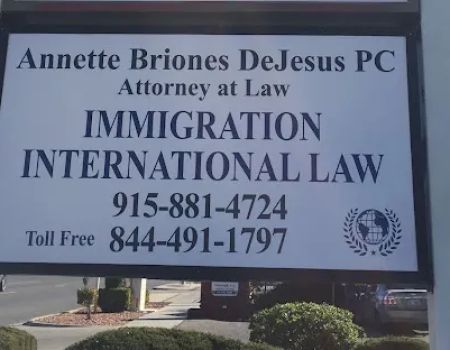 Annette Briones DeJesus PC
Attorney at Law
IMMIGRATION
INTERNATIONAL LAW
915-881-4724
Toll Free 844-491-1797